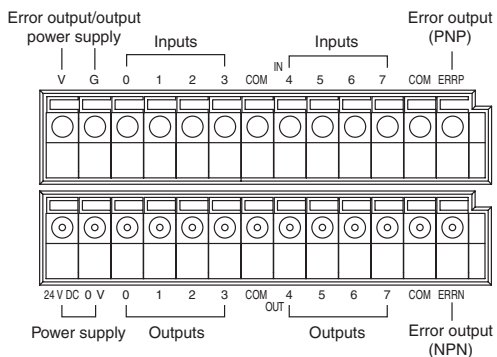 Error output/output
power supply
Inputs
Inputs
Error output
(PNP)
IN
V G 0 1 2 3 COM 4 5 6 7 COM ERRP
24 V DC 0 V 0 1 2 3 COM 4 5 6 7 COM ERRN
OUT
Power supply
Outputs
Outputs
Error output
(NPN)